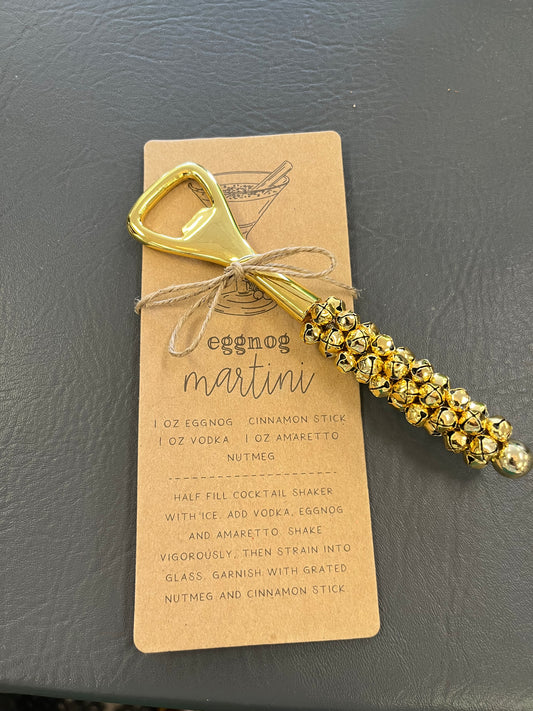 eggnog
martini
1 OZ EGGNOG CINNAMON STICK
1 OZ VODKA 1 OZ AMARETTO
NUTMEG
HALF FILL COCKTAIL SHAKER
WITH ICE. ADD VODKA, EGGNOG
AND AMARETTO. SHAKE
VIGOROUSLY, THEN STRAIN INTO
GLASS. GARNISH WITH GRATED
NUTMEG AND CINNAMON STICK.